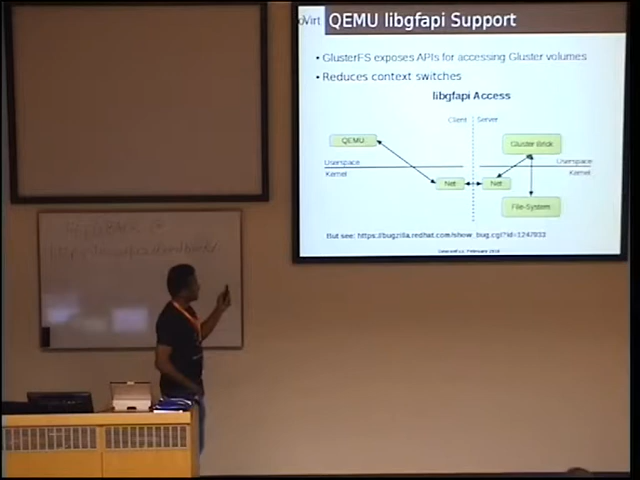 oVirt QEMU libgfapi Support
• GlusterFS exposes APIs for accessing Gluster volumes
• Reduces context switches
libgfapi Access
Client Server
QEMU
Cluster Brick
Userspace
Kernel
Userspace
Kernel
Net
Net
File-System
But see: https://bugzilla.redhat.com/show_bug.cgi?id=1247933
FEEDBACK @